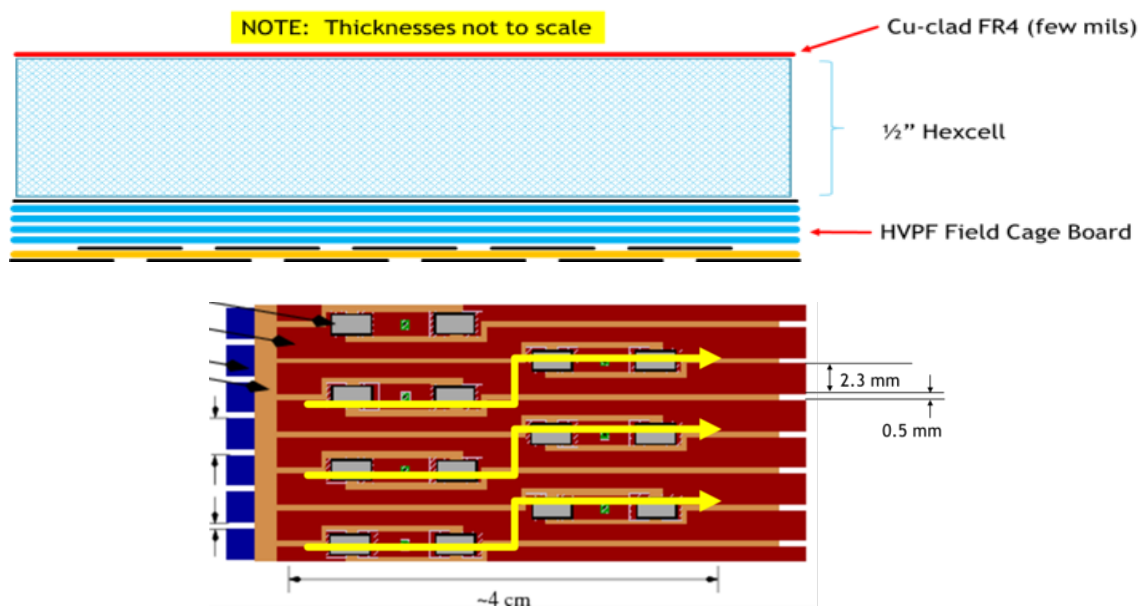 NOTE: Thicknesses not to scale
Cu-clad FR4 (few mils)
½” Hexcell
HVPF Field Cage Board
2.3 mm
0.5 mm
~4 cm